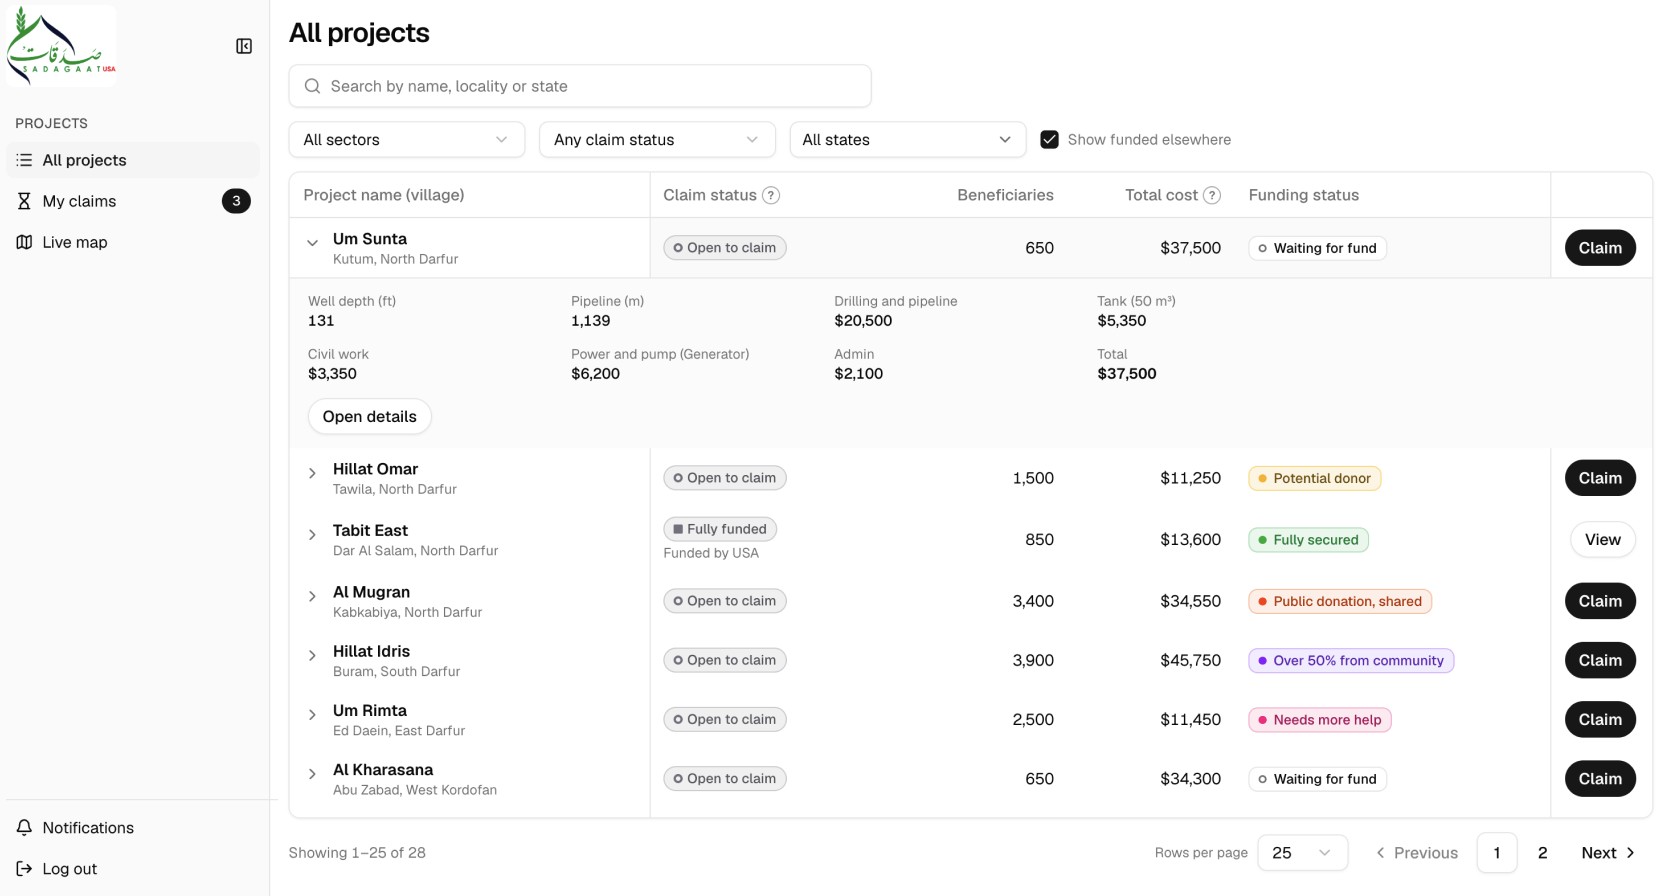 صدقات
SADAGAAT USA
PROJECTS
All projects
My claims 3
Live map
Notifications
Log out
All projects
Search by name, locality or state
All sectors Any claim status All states Show funded elsewhere
Project name (village) Claim status ? Beneficiaries Total cost ? Funding status
Um Sunta Open to claim 650 $37,500 Waiting for fund Claim
Kutum, North Darfur
Well depth (ft) Pipeline (m) Drilling and pipeline Tank (50 m³)
131 1,139 $20,500 $5,350
Civil work Power and pump (Generator) Admin Total
$3,350 $6,200 $2,100 $37,500
Open details
Hillat Omar Open to claim 1,500 $11,250 Potential donor Claim
Tawila, North Darfur
Tabit East Fully funded 850 $13,600 Fully secured View
Dar Al Salam, North Darfur Funded by USA
Al Mugran Open to claim 3,400 $34,550 Public donation, shared Claim
Kabkabiya, North Darfur
Hillat Idris Open to claim 3,900 $45,750 Over 50% from community Claim
Buram, South Darfur
Um Rimta Open to claim 2,500 $11,450 Needs more help Claim
Ed Daein, East Darfur
Al Kharasana Open to claim 650 $34,300 Waiting for fund Claim
Abu Zabad, West Kordofan
Showing 1–25 of 28 Rows per page 25 Previous 1 2 Next